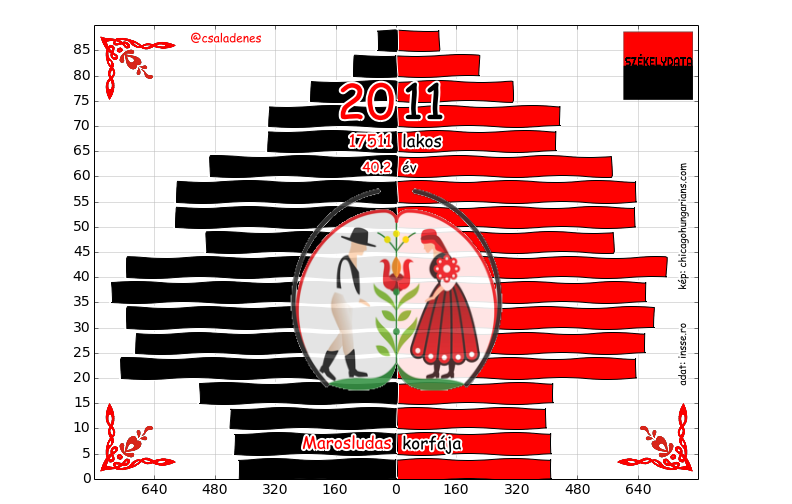 @csaladenes
SZÉKELYDATA
2011
17511 lakos
40.2 év
kép: chicagohungarians.com
adat: insse.ro
Marosludas korfája
85
80
75
70
65
60
55
50
45
40
35
30
25
20
15
10
5
0
640 480 320 160 0 160 320 480 640